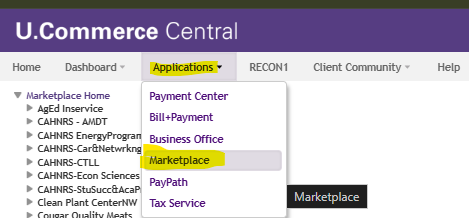 U.Commerce Central
Home Dashboard Applications RECON1 Client Community Help
Marketplace Home
AgEd Inservice
CAHNRS - AMDT
CAHNRS EnergyProgram
CAHNRS-Car&Netwrkng
CAHNRS-CTLL
CAHNRS-Econ Sciences
CAHNRS-StuSucc&AcaP
Clean Plant CenterNW
Cougar Quality Meats
Payment Center
Bill+Payment
Business Office
Marketplace
PayPath
Tax Service
Marketplace